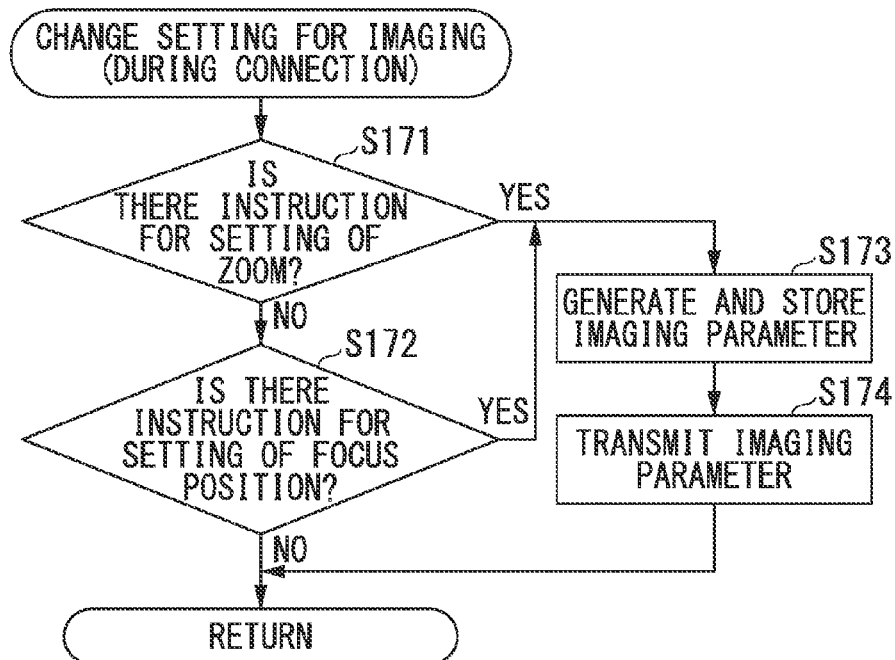 CHANGE SETTING FOR IMAGING
(DURING CONNECTION)
S171
IS
THERE INSTRUCTION
FOR SETTING OF
ZOOM?
YES
NO
S172
IS THERE
INSTRUCTION FOR
SETTING OF FOCUS
POSITION?
YES
NO
S173
GENERATE AND STORE
IMAGING PARAMETER
S174
TRANSMIT IMAGING
PARAMETER
RETURN